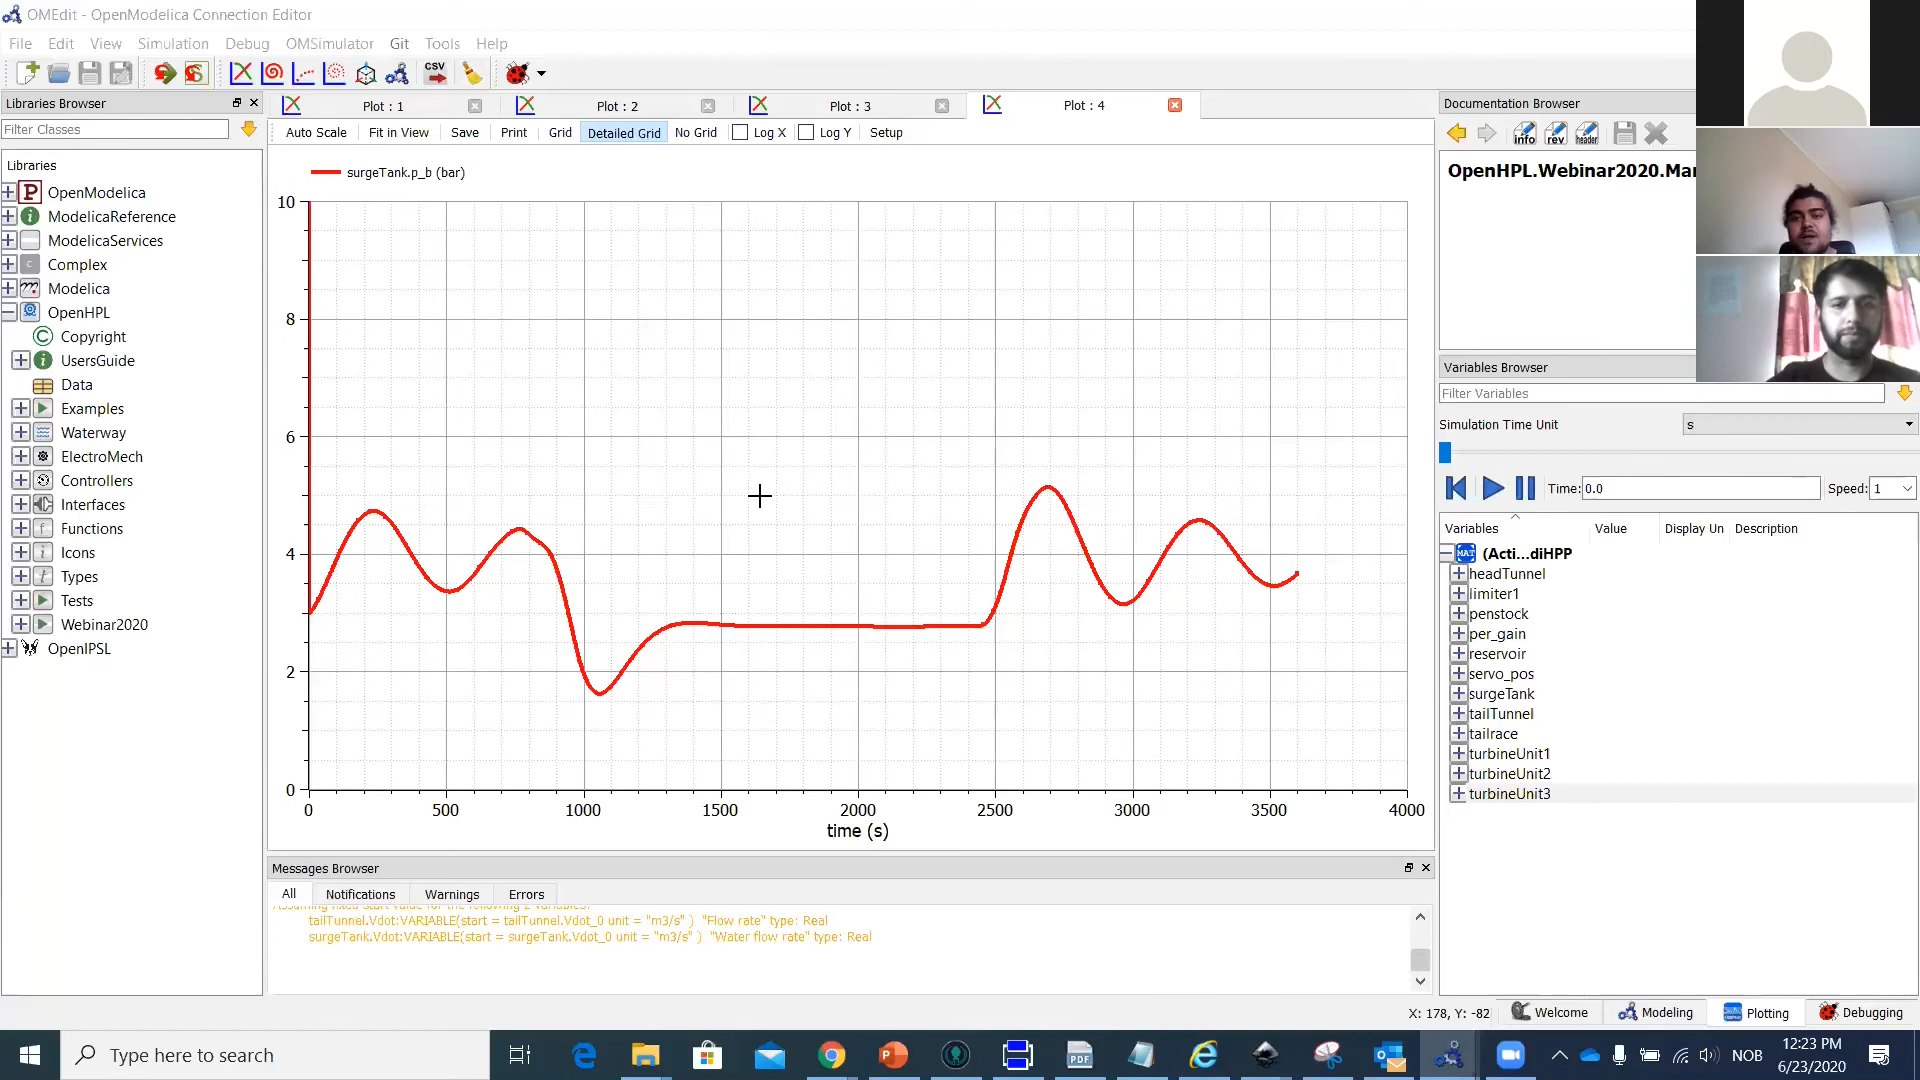 OMEdit - OpenModelica Connection Editor
File Edit View Simulation Debug OMSimulator Git Tools Help
CSV
Libraries Browser
Filter Classes
Libraries
OpenModelica
ModelicaReference
ModelicaServices
Complex
Modelica
OpenHPL
Copyright
UsersGuide
Data
Examples
Waterway
ElectroMech
Controllers
Interfaces
Functions
Icons
Types
Tests
Webinar2020
OpenIPSL
Plot : 1 Plot : 2 Plot : 3 Plot : 4
Auto Scale Fit in View Save Print Grid Detailed Grid No Grid Log X Log Y Setup
surgeTank.p_b (bar)
10
8
6
4
2
0
0 500 1000 1500 2000 2500 3000 3500 4000
time (s)
Messages Browser
All Notifications Warnings Errors
tailTunnel.Vdot:VARIABLE(start = tailTunnel.Vdot_0 unit = "m3/s" ) "Flow rate" type: Real
surgeTank.Vdot:VARIABLE(start = surgeTank.Vdot_0 unit = "m3/s" ) "Water flow rate" type: Real
Documentation Browser
info rev header
OpenHPL.Webinar2020.Mar
Variables Browser
Filter Variables
Simulation Time Unit s
Time: 0.0 Speed: 1
Variables Value Display Un Description
MAT (Acti...diHPP
headTunnel
limiter1
penstock
per_gain
reservoir
servo_pos
surgeTank
tailTunnel
tailrace
turbineUnit1
turbineUnit2
turbineUnit3
X: 178, Y: -82 Welcome Modeling Plotting Debugging
Type here to search
NOB
12:23 PM
6/23/2020